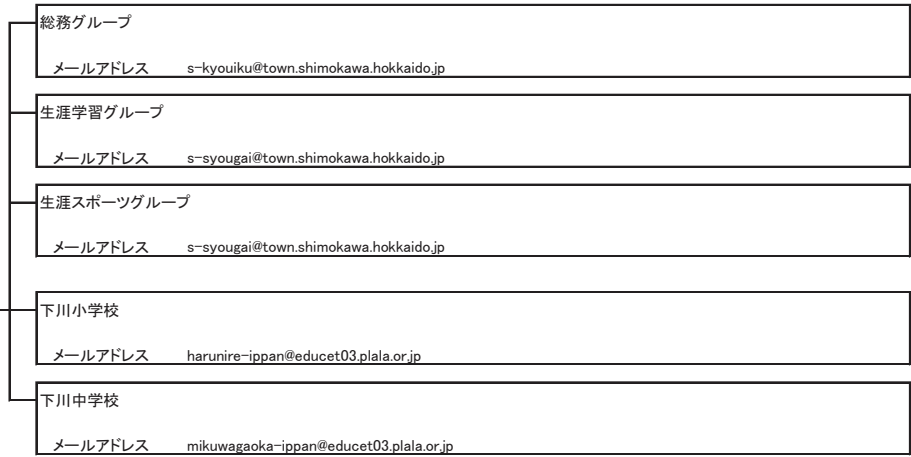 総務グループ
メールアドレス s-kyouiku@town.shimokawa.hokkaido.jp
生涯学習グループ
メールアドレス s-syougai@town.shimokawa.hokkaido.jp
生涯スポーツグループ
メールアドレス s-syougai@town.shimokawa.hokkaido.jp
下川小学校
メールアドレス harunire-ippan@educet03.plala.or.jp
下川中学校
メールアドレス mikuwagaoka-ippan@educet03.plala.or.jp